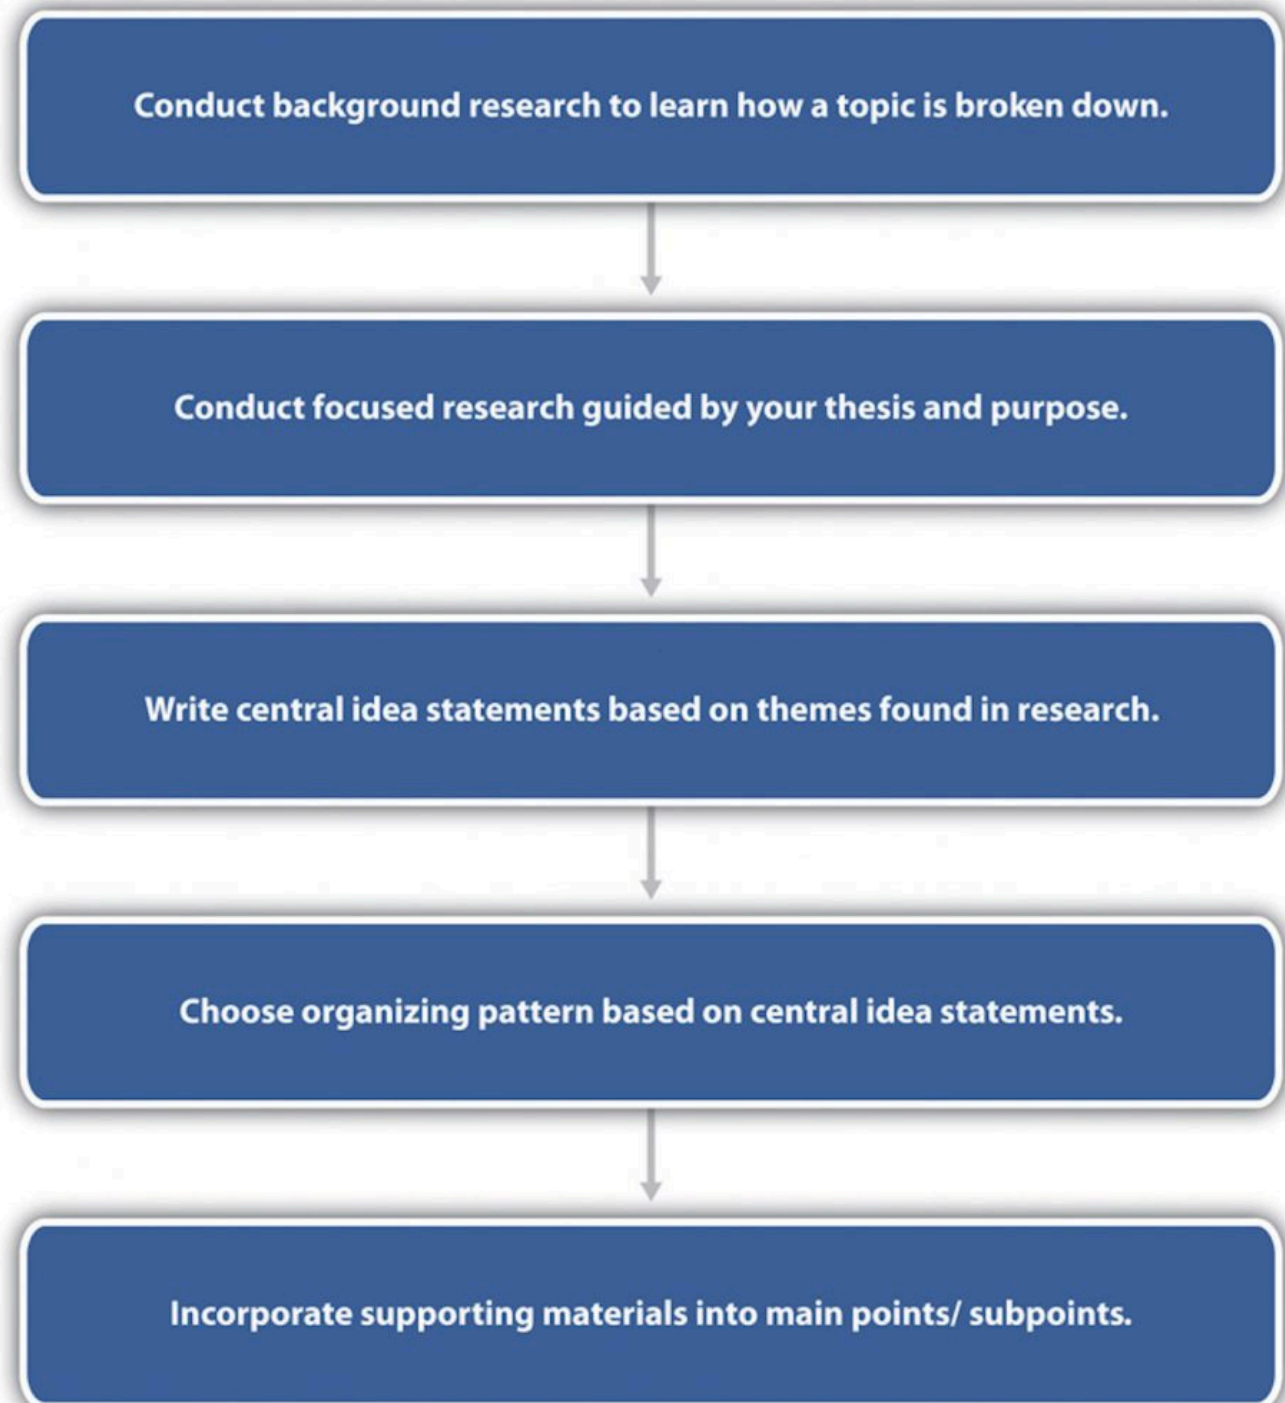 Conduct background research to learn how a topic is broken down.
Conduct focused research guided by your thesis and purpose.
Write central idea statements based on themes found in research.
Choose organizing pattern based on central idea statements.
Incorporate supporting materials into main points/ subpoints.